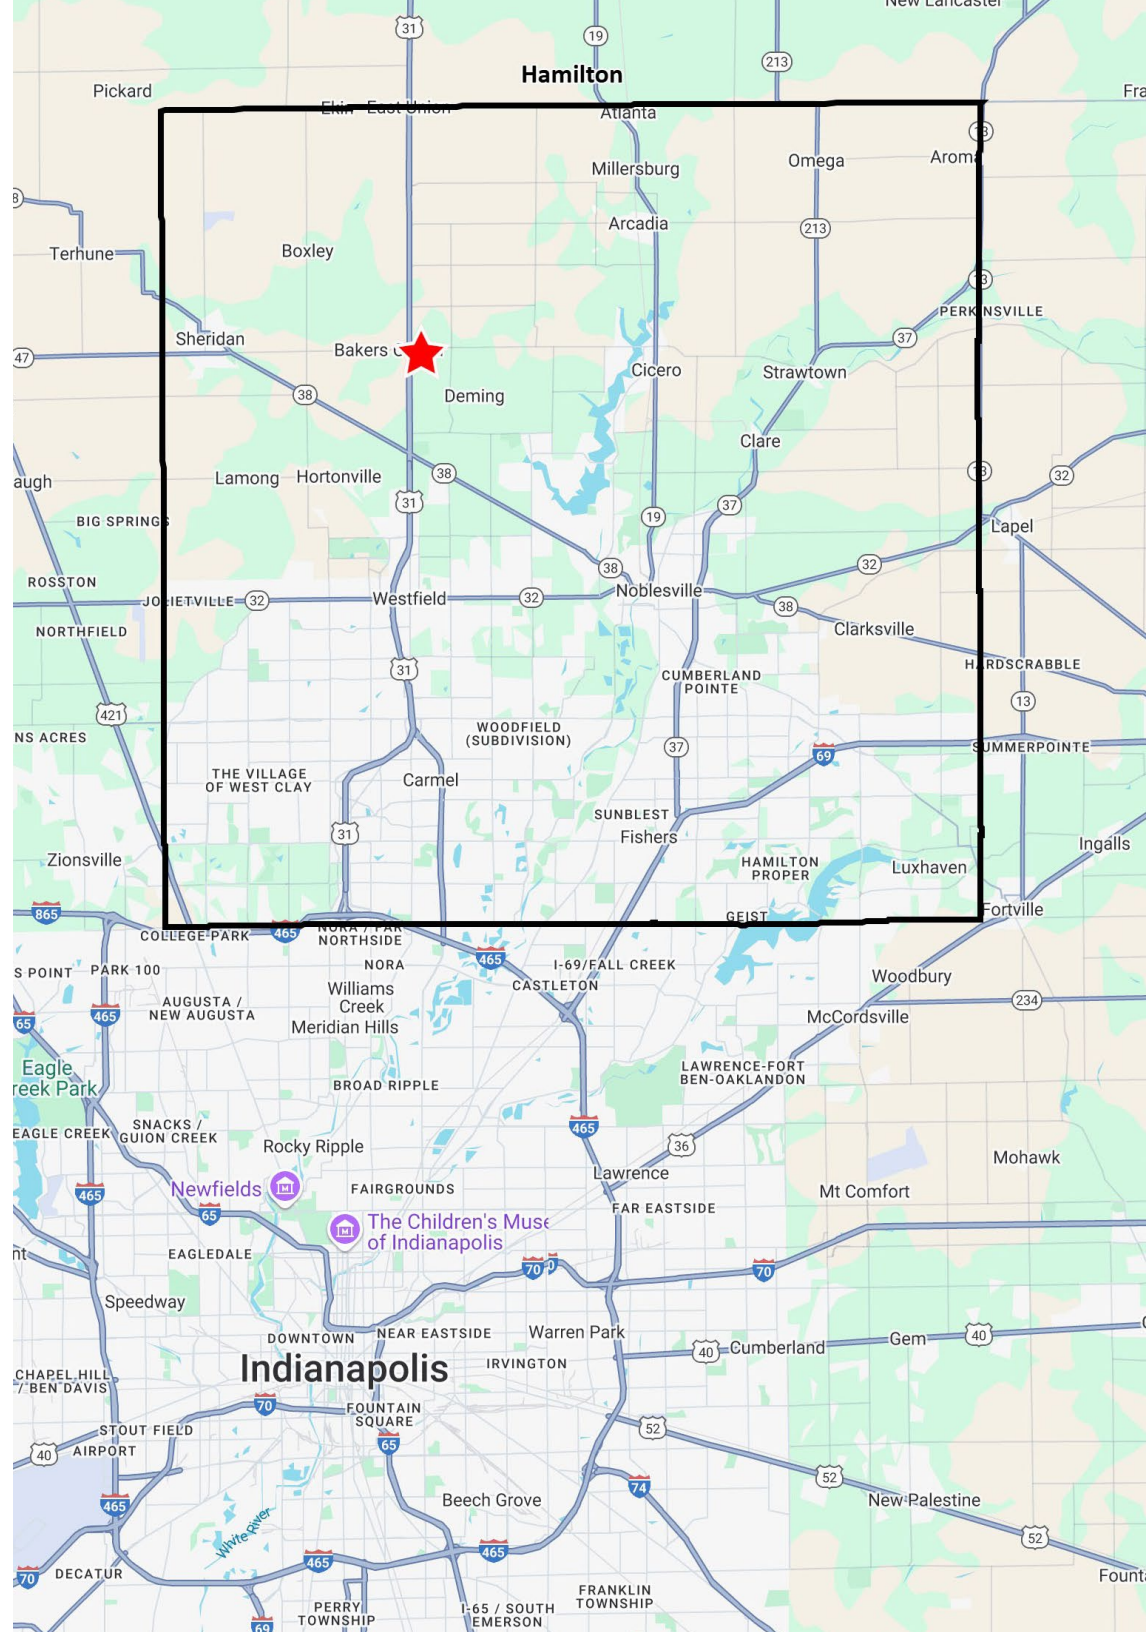 New Lancaster
31
19
213
Hamilton
Pickard
Ekin
East Union
Atlanta
13
Millersburg
Omega
Aroma
Arcadia
213
Terhune
Boxley
13
PERKINSVILLE
Sheridan
37
47
Bakers
Cicero
Strawtown
38
Deming
Clare
Lamong
Hortonville
38
13
32
31
37
19
BIG SPRINGS
Lapel
38
32
ROSSTON
Noblesville
JOLIETVILLE
32
Westfield
32
38
NORTHFIELD
Clarksville
31
CUMBERLAND
POINTE
HARDSCRABBLE
13
421
WOODFIELD
(SUBDIVISION)
NS ACRES
37
69
SUMMERPOINTE
THE VILLAGE
OF WEST CLAY
Carmel
SUNBLEST
31
Fishers
Zionsville
HAMILTON
PROPER
Luxhaven
Ingalls
865
GEIST
Fortville
COLLEGE PARK
465
NORA / FAR
NORTHSIDE
465
S POINT
PARK 100
NORA
I-69/FALL CREEK
Woodbury
CASTLETON
Williams
Creek
AUGUSTA /
NEW AUGUSTA
234
65
465
Meridian Hills
McCordsville
Eagle
reek Park
LAWRENCE-FORT
BEN-OAKLANDON
BROAD RIPPLE
EAGLE CREEK
SNACKS /
GUION CREEK
465
Rocky Ripple
36
Mohawk
Lawrence
465
Newfields
FAIRGROUNDS
Mt Comfort
65
The Children's Muse
of Indianapolis
FAR EASTSIDE
EAGLEDALE
70
70
Speedway
DOWNTOWN
NEAR EASTSIDE
Warren Park
40
Cumberland
Gem
40
Indianapolis
IRVINGTON
CHAPEL HILL
/ BEN DAVIS
70
FOUNTAIN
SQUARE
STOUT FIELD
52
40
AIRPORT
65
52
74
465
Beech Grove
New Palestine
White River
52
465
465
70
DECATUR
FRANKLIN
TOWNSHIP
PERRY
TOWNSHIP
I-65 / SOUTH
EMERSON
69